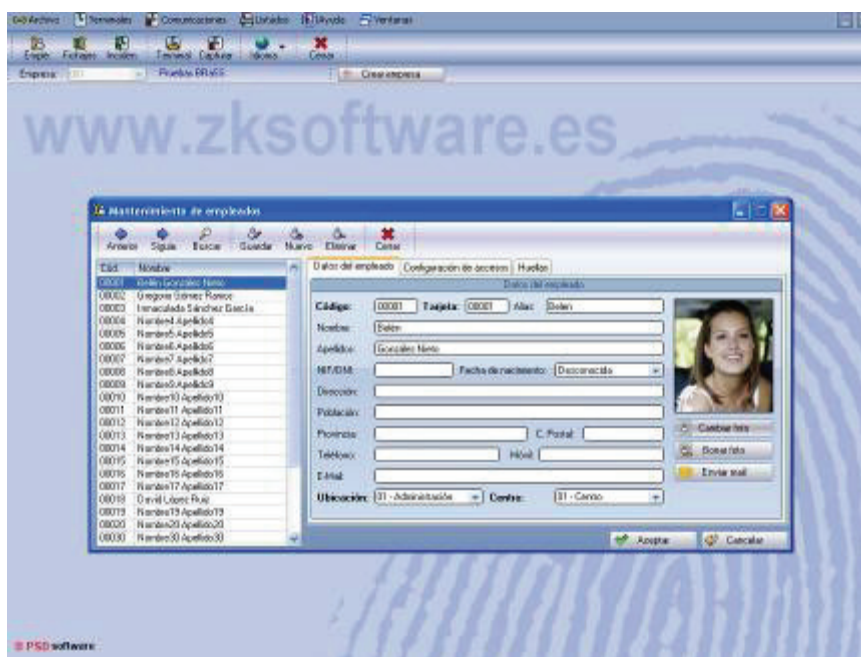 Archivo Terminales Comunicaciones Listados Ayuda Ventanas
Emple. Fichajes Inciden. Terminal Capturar Idioma Cerrar
Empresa: Pruebas Crear empresa
www.zksoftware.es
Mantenimiento de empleados
Anterior Siguie. Buscar Guardar Nuevo Eliminar Cerrar
Cód. Nombre
Datos del empleado Configuración de accesos Huellas
Datos del empleado
00001 Belén González Nieto
00002 Gregorio Gómez Ramos
00003 Inmaculada Sánchez García
00004 Nombre4 Apellido4
00005 Nombre5 Apellido5
00006 Nombre6 Apellido6
00007 Nombre7 Apellido7
00008 Nombre8 Apellido8
00009 Nombre9 Apellido9
00010 Nombre10 Apellido10
00011 Nombre11 Apellido11
00012 Nombre12 Apellido12
00013 Nombre13 Apellido13
00014 Nombre14 Apellido14
00015 Nombre15 Apellido15
00016 Nombre16 Apellido16
00017 Nombre17 Apellido17
00018 David López Ruiz
00019 Nombre19 Apellido19
00020 Nombre20 Apellido20
00030 Nombre30 Apellido30
Código: 00001 Tarjeta: 00001 Alias: Belen
Nombre: Belén
Apellidos: González Nieto
NIF/DNI: Fecha de nacimiento: Desconocida
Dirección:
Población:
Provincia: C. Postal:
Teléfono: Móvil:
E-Mail:
Ubicación: 01 - Administración Centro: 01 - Centro
Cambiar foto
Borrar foto
Enviar mail
Aceptar Cancelar
PSD software